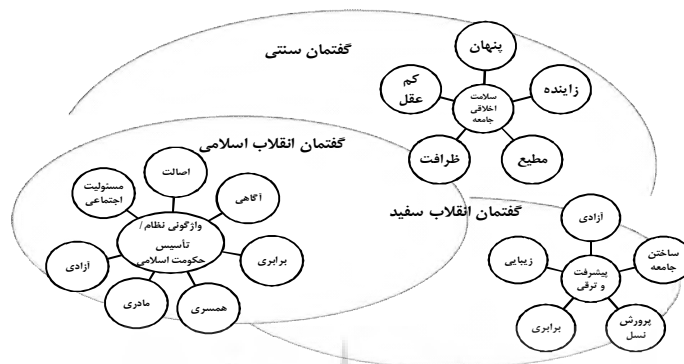 گفتمان سنتی
پنهان
زاینده
کم
عقل
سلامت
اخلاقی
جامعه
ظرافت
مطیع
گفتمان انقلاب اسلامی
اصالت
مسئولیت
اجتماعی
آگاهی
واژگونی نظام/
تأسیس
حکومت اسلامی
آزادی
برابری
مادری
همسری
گفتمان انقلاب سفید
آزادی
ساختن
جامعه
زیبایی
پیشرفت
و ترقی
برابری
پرورش
نسل